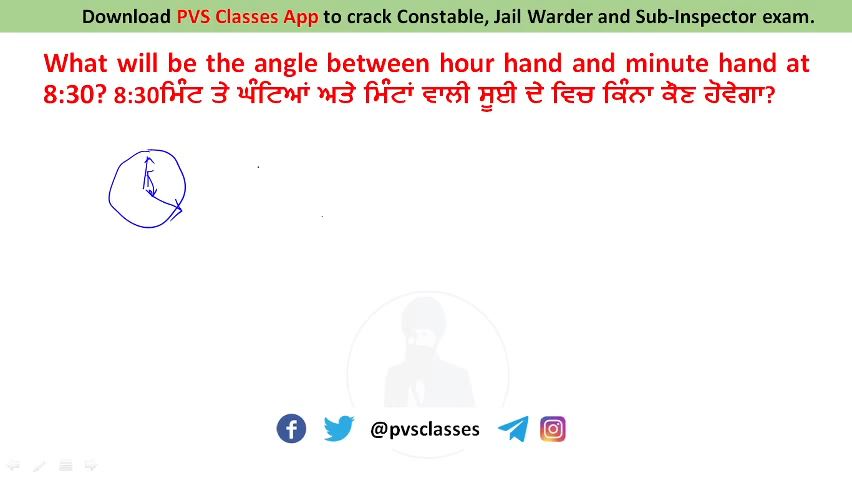 Download PVS Classes App to crack Constable, Jail Warder and Sub-Inspector exam.
What will be the angle between hour hand and minute hand at
8:30? 8:30ਮਿੰਟ ਤੇ ਘੰਟਿਆਂ ਅਤੇ ਮਿੰਟਾਂ ਵਾਲੀ ਸੂਈ ਦੇ ਵਿਚ ਕਿੰਨਾ ਕੋਣ ਹੋਵੇਗਾ?
@pvsclasses